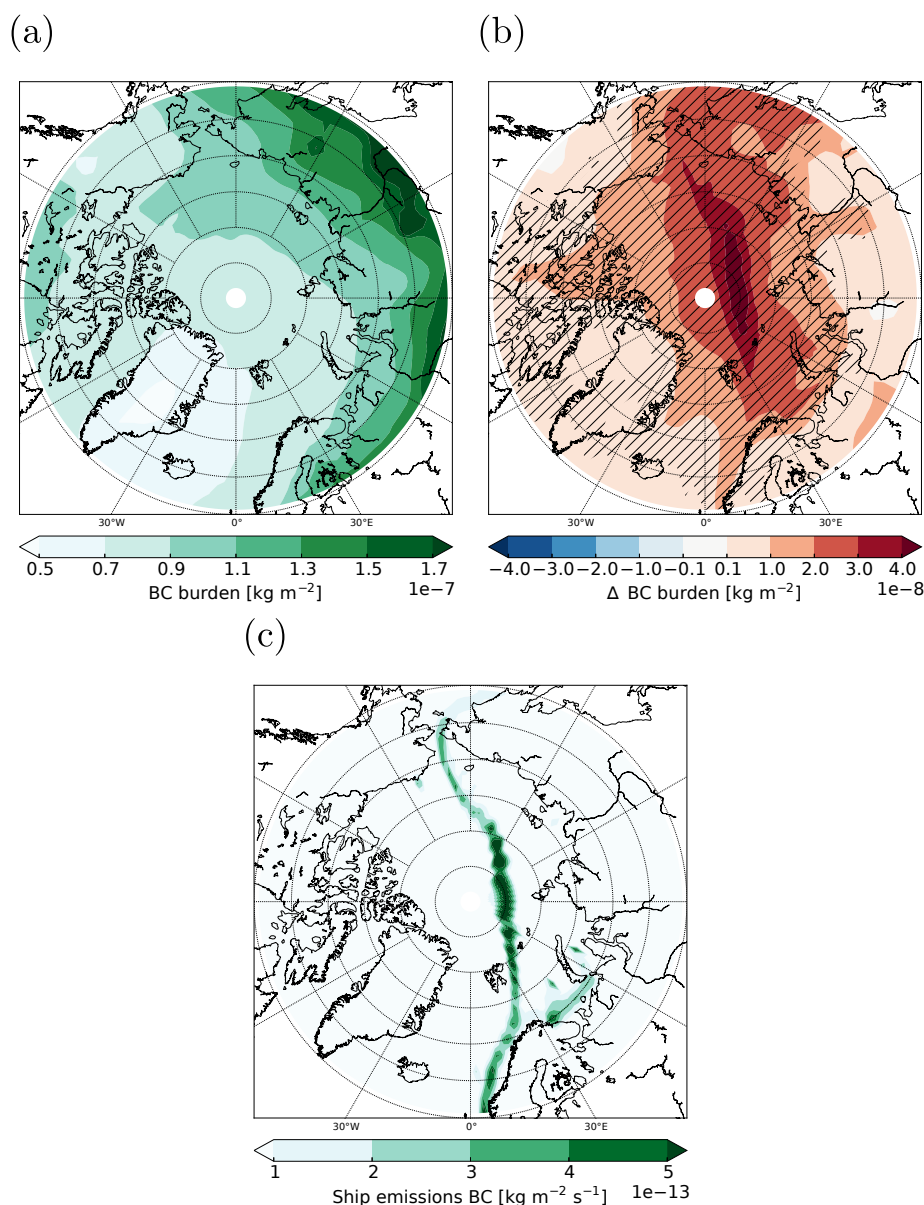 (a)
(b)
30°W 0° 30°E
30°W 0° 30°E
0.5 0.7 0.9 1.1 1.3 1.5 1.7
1e−7
BC burden [kg m⁻²]
−4.0 −3.0 −2.0 −1.0 −0.1 0.1 1.0 2.0 3.0 4.0
1e−8
Δ BC burden [kg m⁻²]
(c)
30°W 0° 30°E
1 2 3 4 5
1e−13
Ship emissions BC [kg m⁻² s⁻¹]